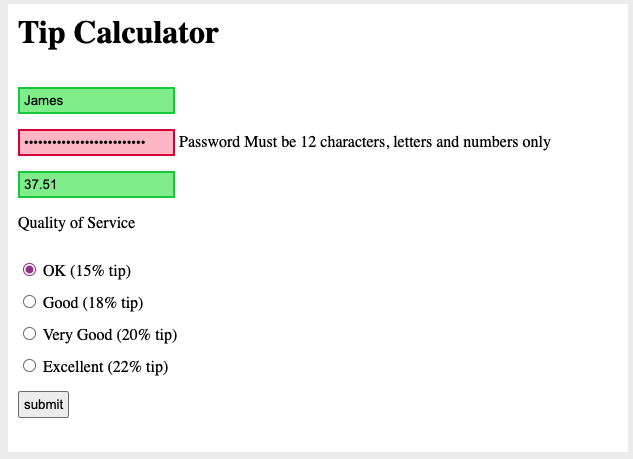 Tip Calculator
James
•••••••••••••••••••••••••• Password Must be 12 characters, letters and numbers only
37.51
Quality of Service
OK (15% tip)
Good (18% tip)
Very Good (20% tip)
Excellent (22% tip)
submit